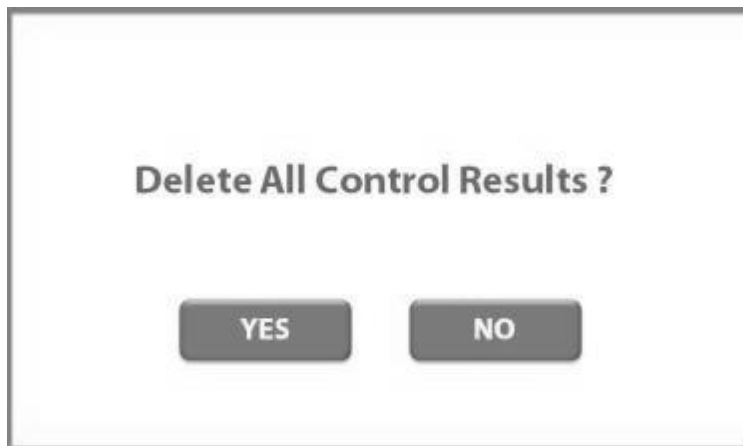 Delete All Control Results ?
YES NO